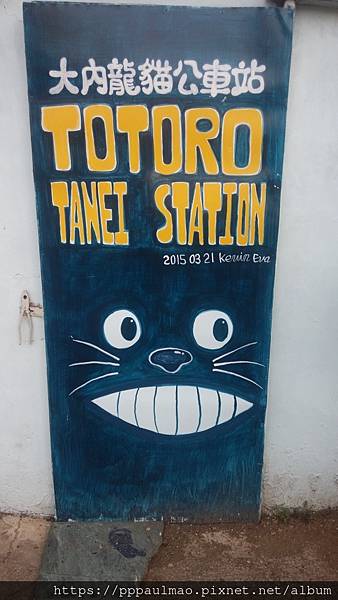 大內龍貓公車站
TOTORO
TANEI STATION
2015 03 21 Kevin Eva
https://pppaulmao.pixnet.net/album